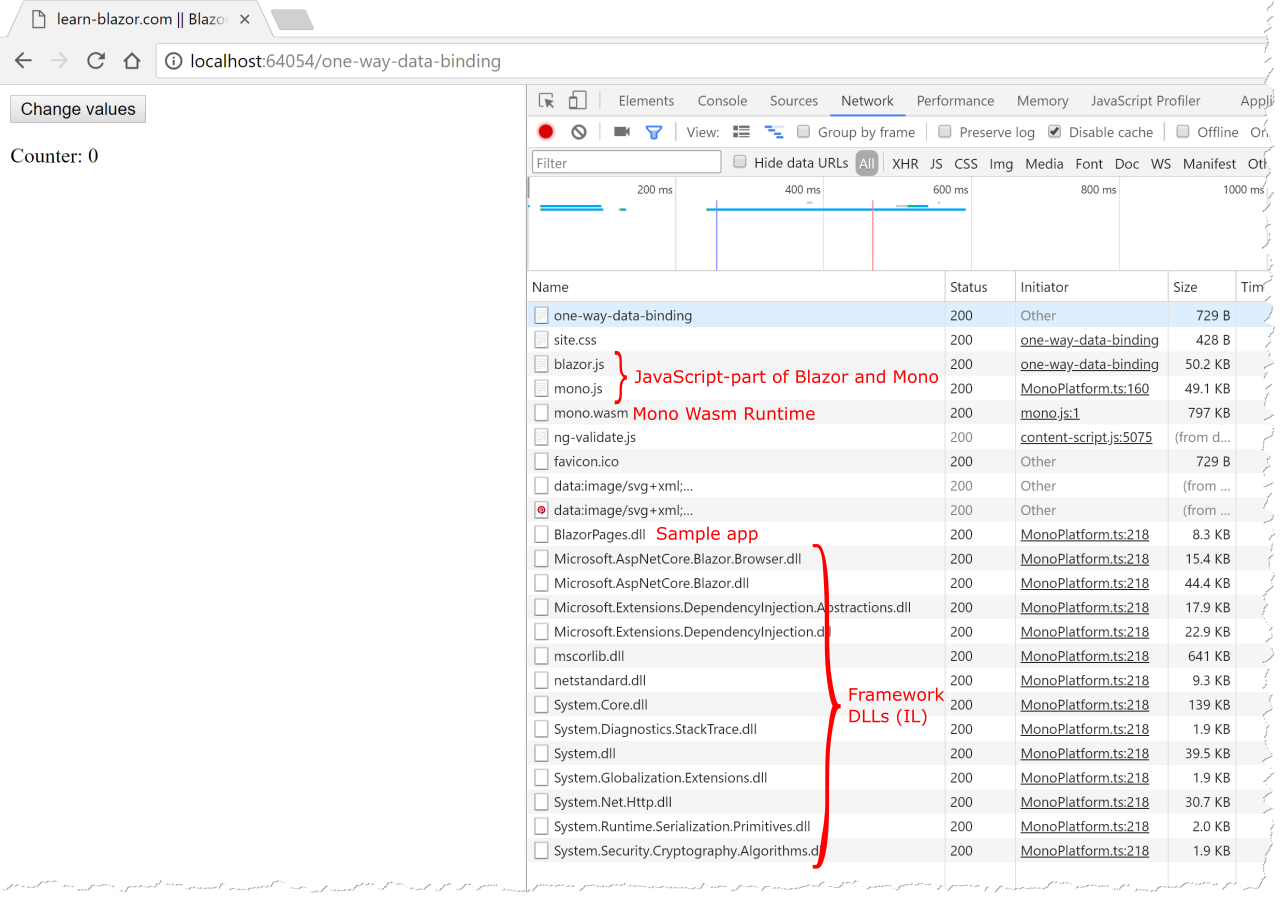 learn-blazor.com || Blazo
localhost:64054/one-way-data-binding
Change values
Counter: 0
Elements Console Sources Network Performance Memory JavaScript Profiler Appli
View: Group by frame Preserve log Disable cache Offline On
Filter Hide data URLs All XHR JS CSS Img Media Font Doc WS Manifest Oth
200 ms 400 ms 600 ms 800 ms 1000 ms
Name Status Initiator Size Tim
one-way-data-binding 200 Other 729 B
site.css 200 one-way-data-binding 428 B
blazor.js 200 one-way-data-binding 50.2 KB
JavaScript-part of Blazor and Mono
mono.js 200 MonoPlatform.ts:160 49.1 KB
mono.wasm Mono Wasm Runtime 200 mono.js:1 797 KB
ng-validate.js 200 content-script.js:5075 (from d...
favicon.ico 200 Other 729 B
data:image/svg+xml;... 200 Other (from ...
data:image/svg+xml;... 200 Other (from ...
BlazorPages.dll Sample app 200 MonoPlatform.ts:218 8.3 KB
Microsoft.AspNetCore.Blazor.Browser.dll 200 MonoPlatform.ts:218 15.4 KB
Microsoft.AspNetCore.Blazor.dll 200 MonoPlatform.ts:218 44.4 KB
Microsoft.Extensions.DependencyInjection.Abstractions.dll 200 MonoPlatform.ts:218 17.9 KB
Microsoft.Extensions.DependencyInjection.dll 200 MonoPlatform.ts:218 22.9 KB
mscorlib.dll 200 MonoPlatform.ts:218 641 KB
netstandard.dll 200 MonoPlatform.ts:218 9.3 KB
Framework
DLLs (IL)
System.Core.dll 200 MonoPlatform.ts:218 139 KB
System.Diagnostics.StackTrace.dll 200 MonoPlatform.ts:218 1.9 KB
System.dll 200 MonoPlatform.ts:218 39.5 KB
System.Globalization.Extensions.dll 200 MonoPlatform.ts:218 1.9 KB
System.Net.Http.dll 200 MonoPlatform.ts:218 30.7 KB
System.Runtime.Serialization.Primitives.dll 200 MonoPlatform.ts:218 2.0 KB
System.Security.Cryptography.Algorithms.d 200 MonoPlatform.ts:218 1.9 KB